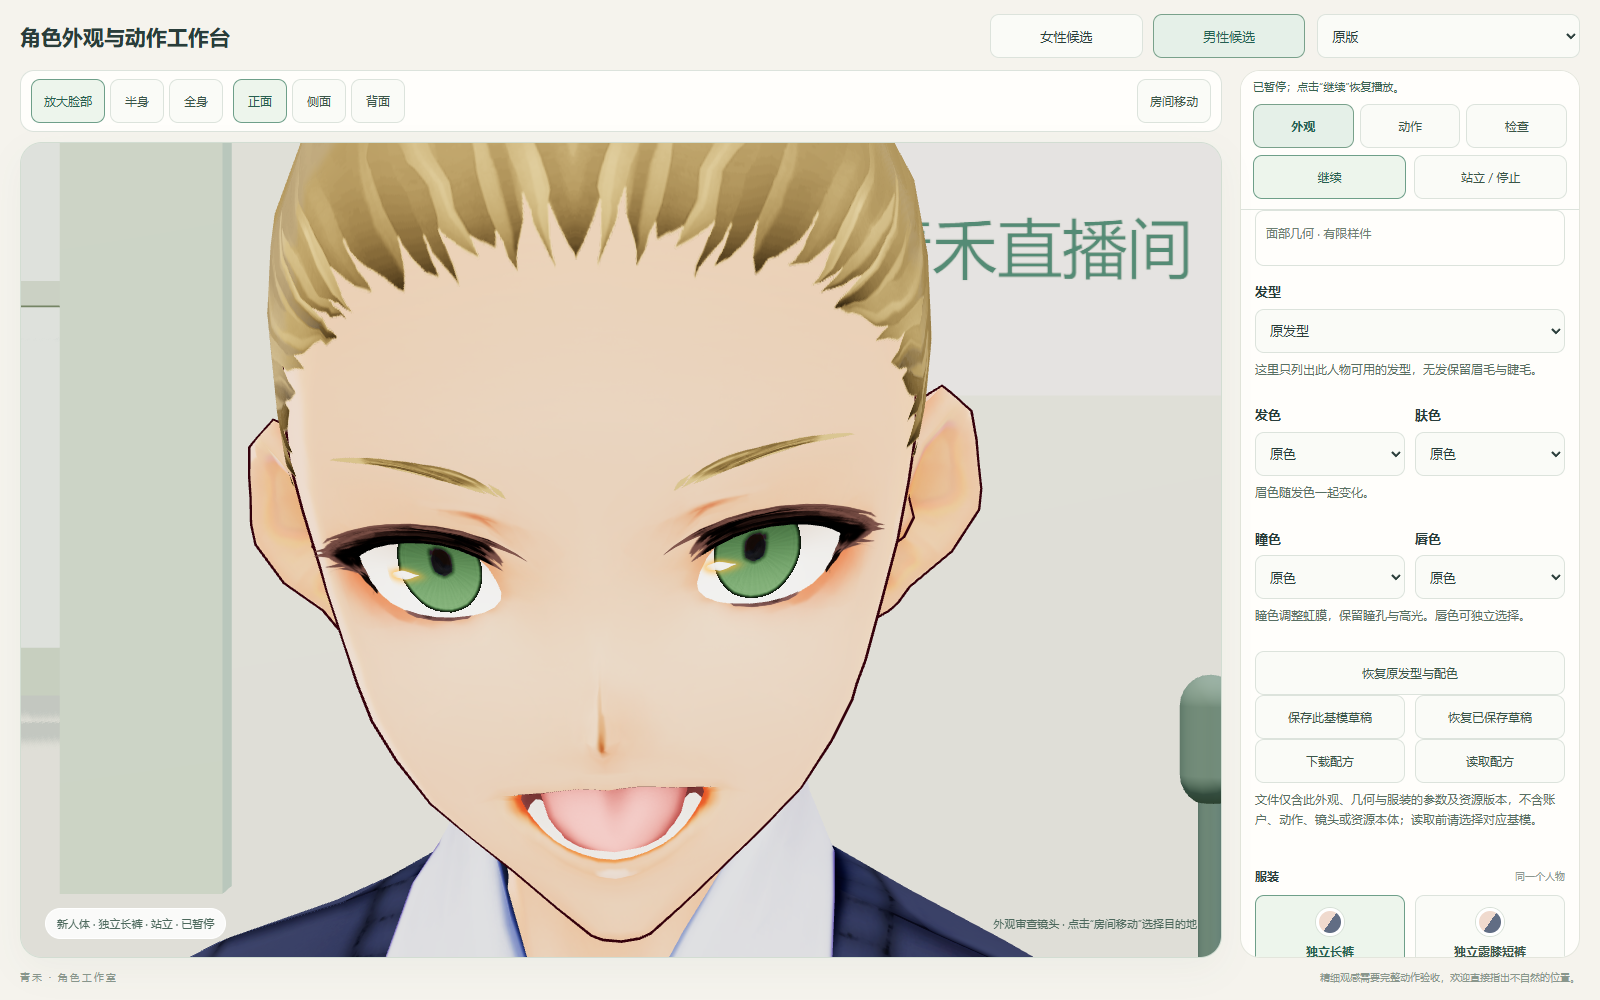 角色外观与动作工作台
女性候选
男性候选
原版
放大脸部
半身
全身
正面
侧面
背面
房间移动
已暂停；点击“继续”恢复播放。
外观
动作
检查
继续
站立 / 停止
禾直播间
面部几何 · 有限样件
发型
原发型
这里只列出此人物可用的发型，无发保留眉毛与睫毛。
发色
肤色
原色
原色
眉色随发色一起变化。
瞳色
唇色
原色
原色
瞳色调整虹膜，保留瞳孔与高光。唇色可独立选择。
恢复原发型与配色
保存此基模草稿
恢复已保存草稿
下载配方
读取配方
文件仅含此外观、几何与服装的参数及资源版本，不含账
户、动作、镜头或资源本体；读取前请选择对应基模。
服装
同一个人物
独立长裤
独立露膝短裤
新人体 · 独立长裤 · 站立 · 已暂停
外观审查镜头 · 点击“房间移动”选择目的地
青禾 · 角色工作室
精细观感需要完整动作验收，欢迎直接指出不自然的位置。